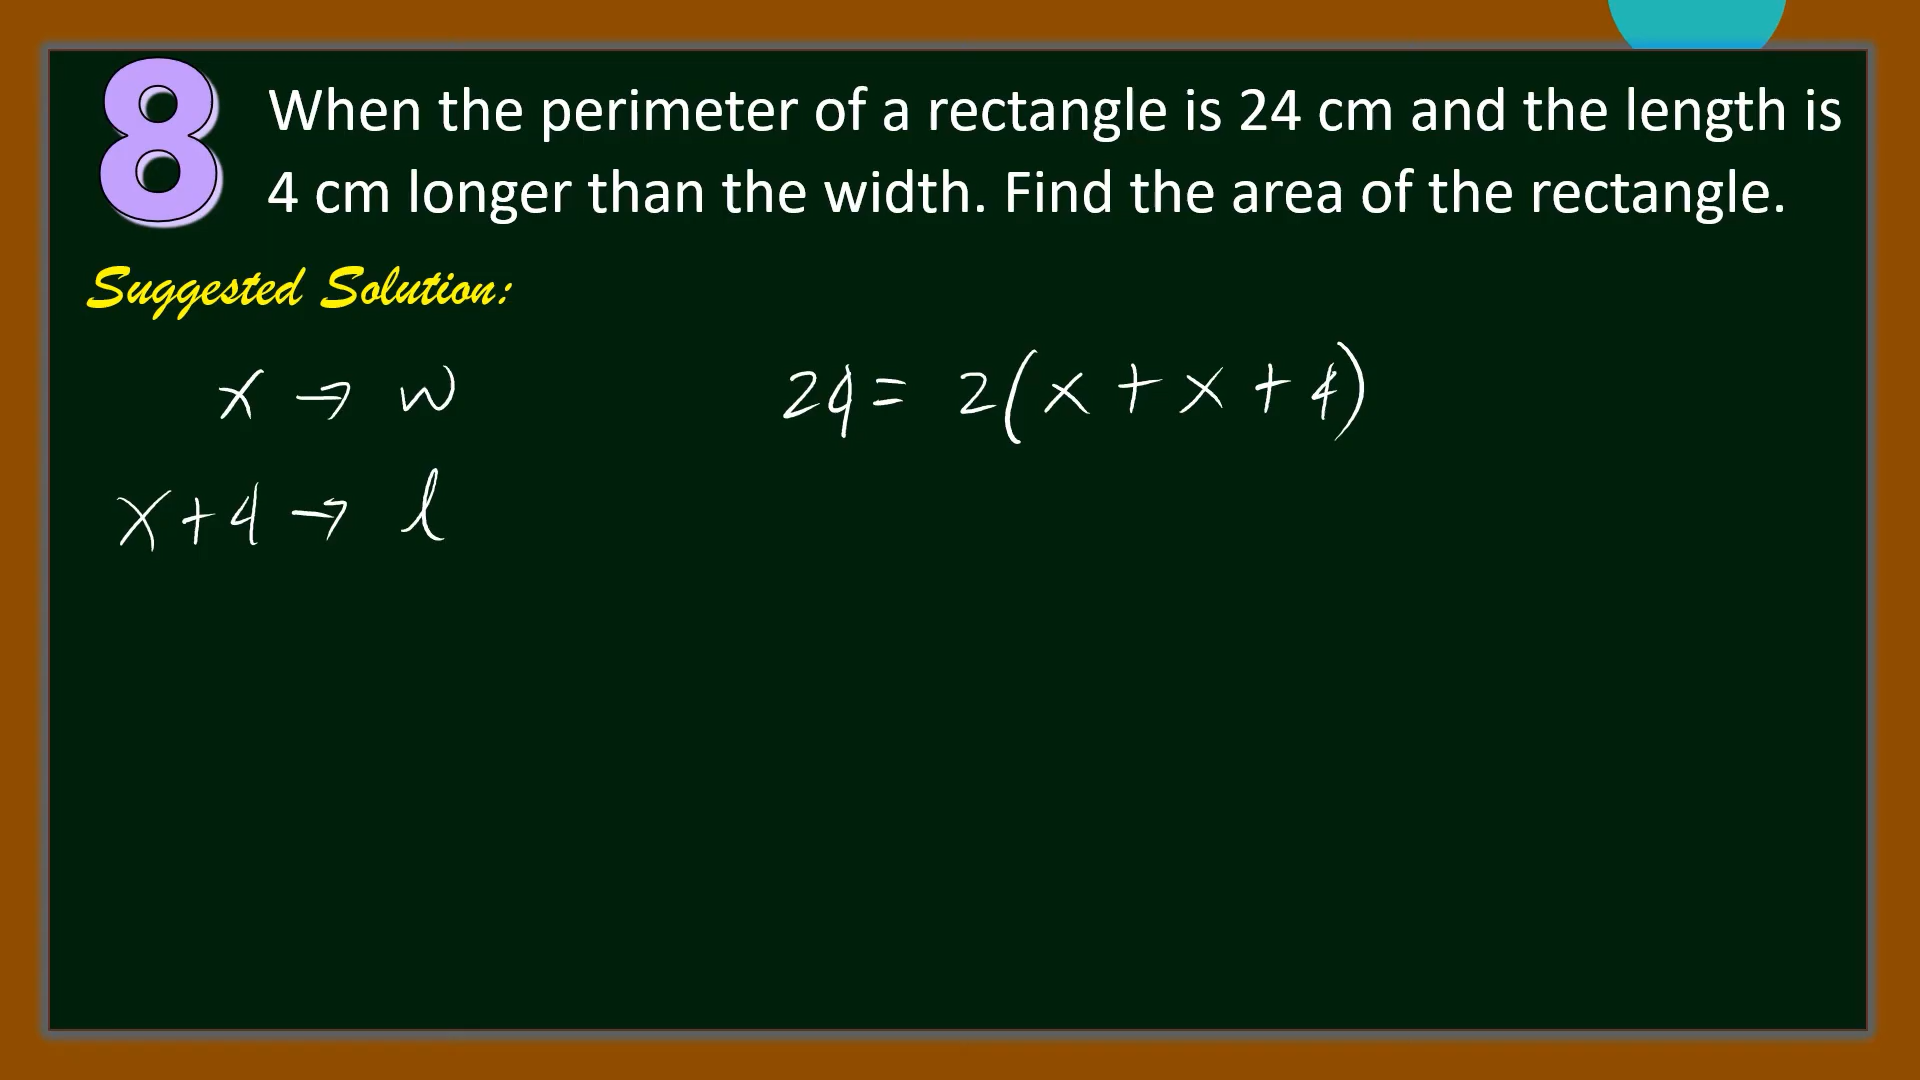 8
When the perimeter of a rectangle is 24 cm and the length is
4 cm longer than the width. Find the area of the rectangle.
Suggested Solution:
x → w
24 = 2(x + x + 4)
x+4 → l